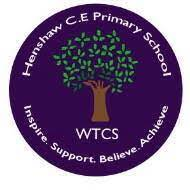 Henshaw C.E Primary School
WTCS
Inspire. Support. Believe. Achieve